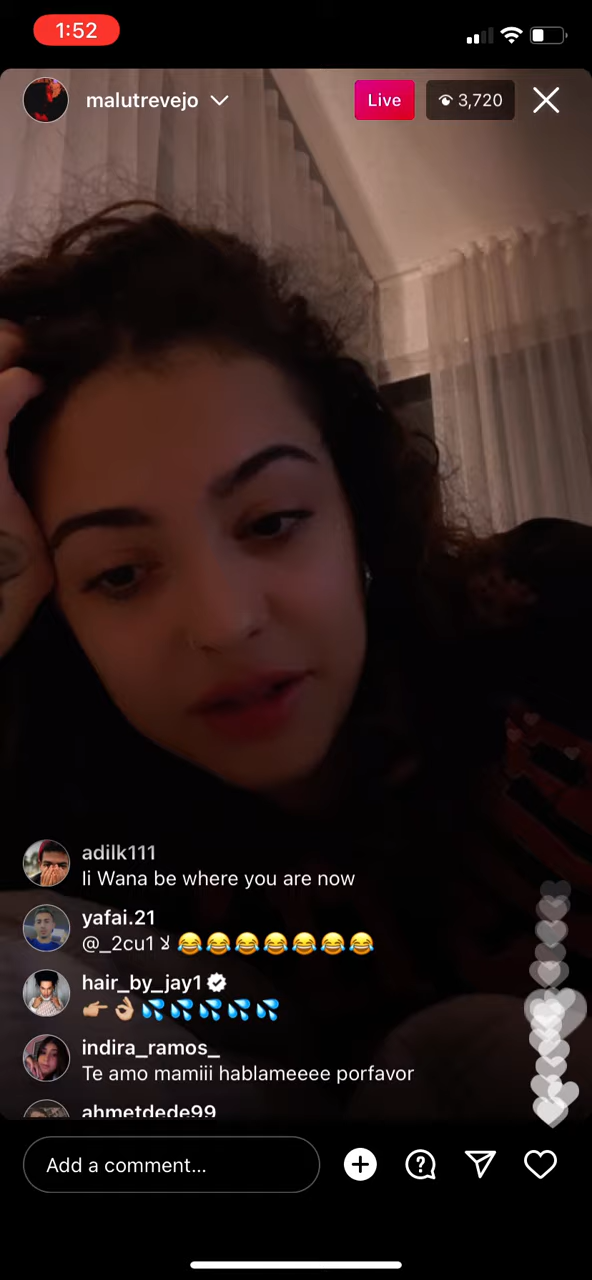 1:52
malutrevejo
Live
3,720
adilk111
Ii Wana be where you are now
yafai.21
@_2cu1 لا 😂😂😂😂😂😂😂
hair_by_jay1
👉🏼👌🏼💦💦💦💦💦
indira_ramos_
Te amo mamiii hablameeee porfavor
ahmetdede99
Add a comment...